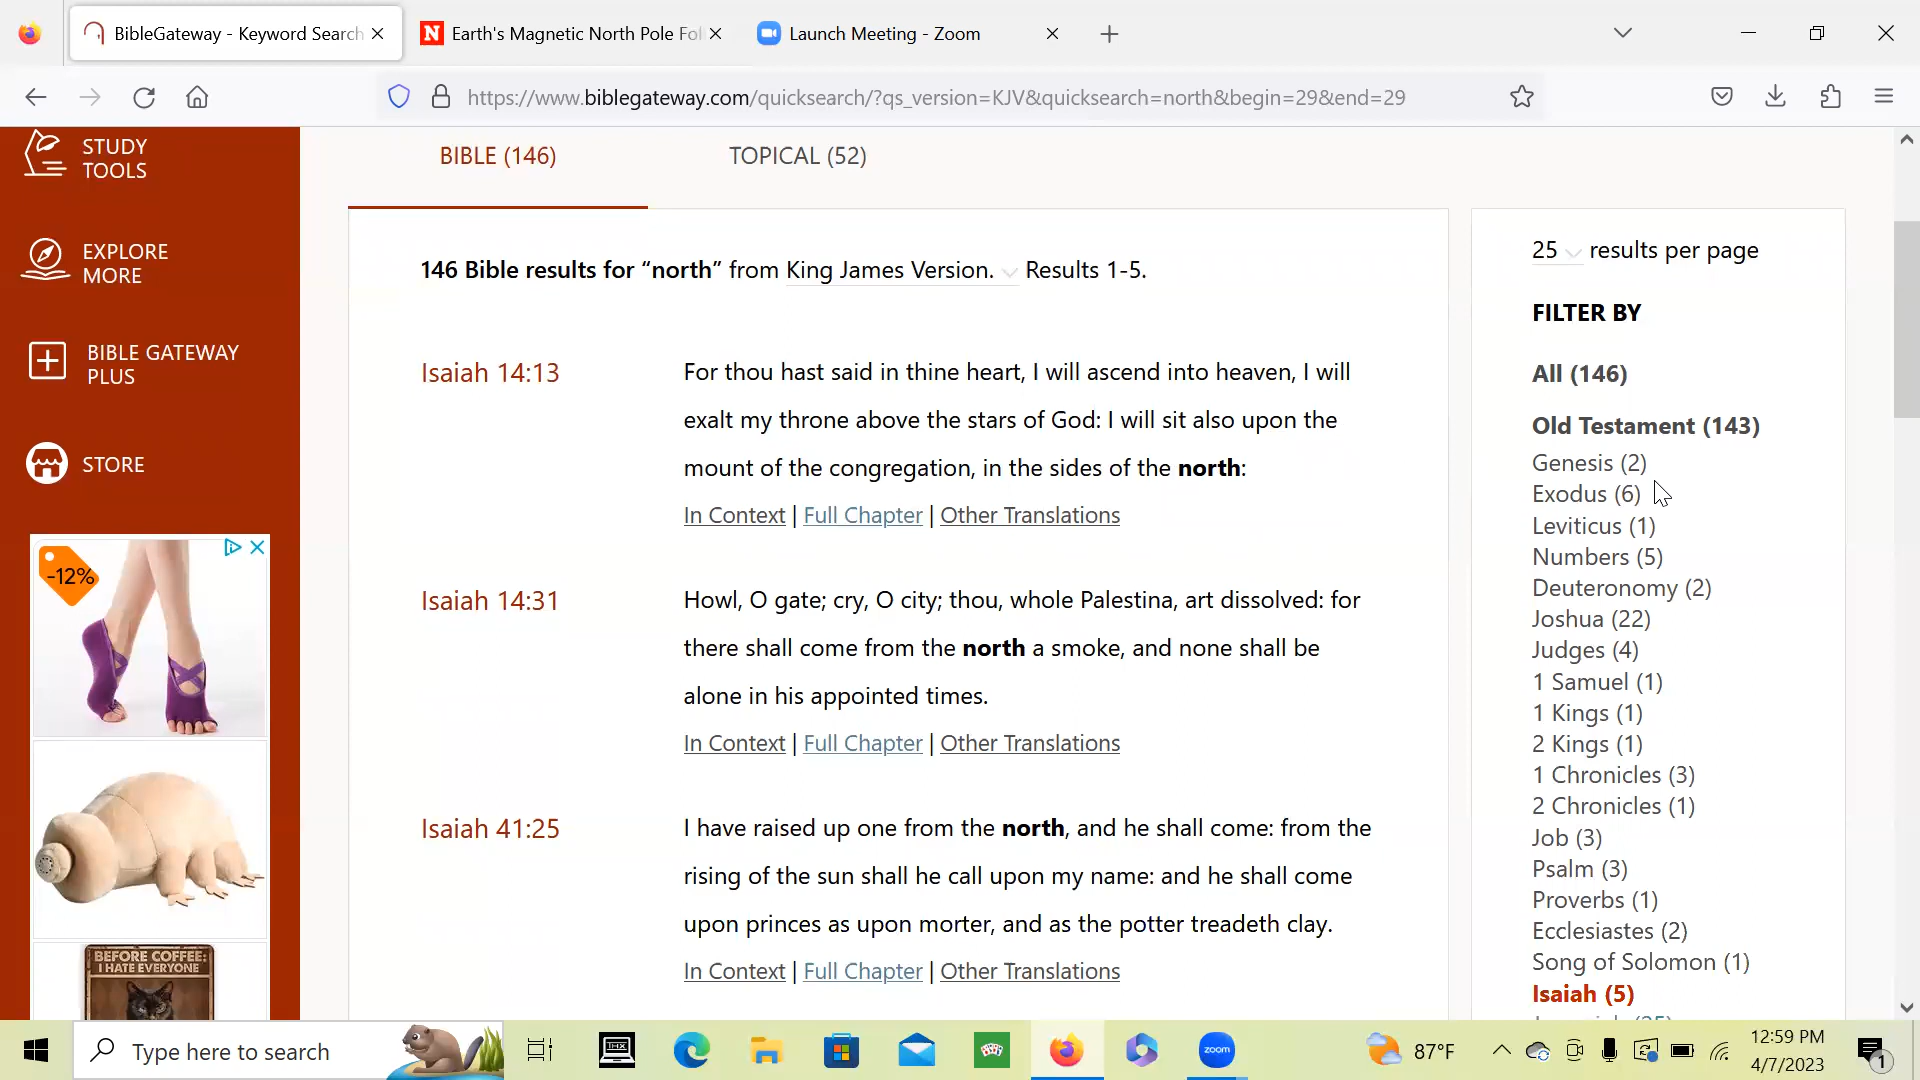 BibleGateway - Keyword Search
Earth's Magnetic North Pole Fol
Launch Meeting - Zoom
https://www.biblegateway.com/quicksearch/?qs_version=KJV&quicksearch=north&begin=29&end=29
STUDY
TOOLS
EXPLORE
MORE
BIBLE GATEWAY
PLUS
STORE
-12%
BEFORE COFFEE:
I HATE EVERYONE
BIBLE (146)
TOPICAL (52)
146 Bible results for “north” from King James Version. Results 1-5.
Isaiah 14:13
For thou hast said in thine heart, I will ascend into heaven, I will
exalt my throne above the stars of God: I will sit also upon the
mount of the congregation, in the sides of the north:
In Context | Full Chapter | Other Translations
Isaiah 14:31
Howl, O gate; cry, O city; thou, whole Palestina, art dissolved: for
there shall come from the north a smoke, and none shall be
alone in his appointed times.
In Context | Full Chapter | Other Translations
Isaiah 41:25
I have raised up one from the north, and he shall come: from the
rising of the sun shall he call upon my name: and he shall come
upon princes as upon morter, and as the potter treadeth clay.
In Context | Full Chapter | Other Translations
25 results per page
FILTER BY
All (146)
Old Testament (143)
Genesis (2)
Exodus (6)
Leviticus (1)
Numbers (5)
Deuteronomy (2)
Joshua (22)
Judges (4)
1 Samuel (1)
1 Kings (1)
2 Kings (1)
1 Chronicles (3)
2 Chronicles (1)
Job (3)
Psalm (3)
Proverbs (1)
Ecclesiastes (2)
Song of Solomon (1)
Isaiah (5)
Type here to search
THX
zoom
87°F
12:59 PM
4/7/2023
1